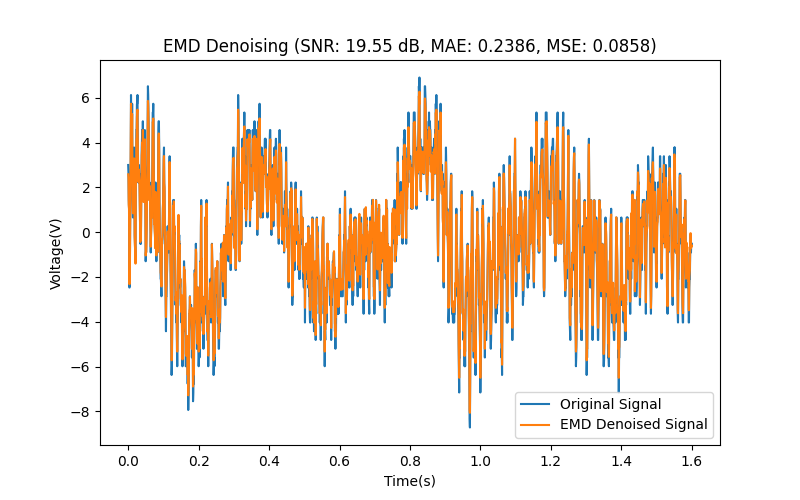 EMD Denoising (SNR: 19.55 dB, MAE: 0.2386, MSE: 0.0858)
Voltage(V)
6
4
2
0
−2
−4
−6
−8
Original Signal
EMD Denoised Signal
0.0 0.2 0.4 0.6 0.8 1.0 1.2 1.4 1.6
Time(s)